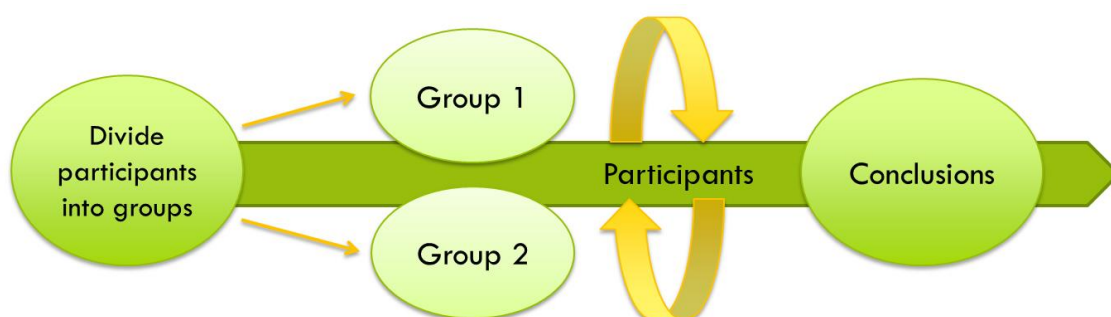 Divide
participants
into groups
Group 1
Group 2
Participants
Conclusions